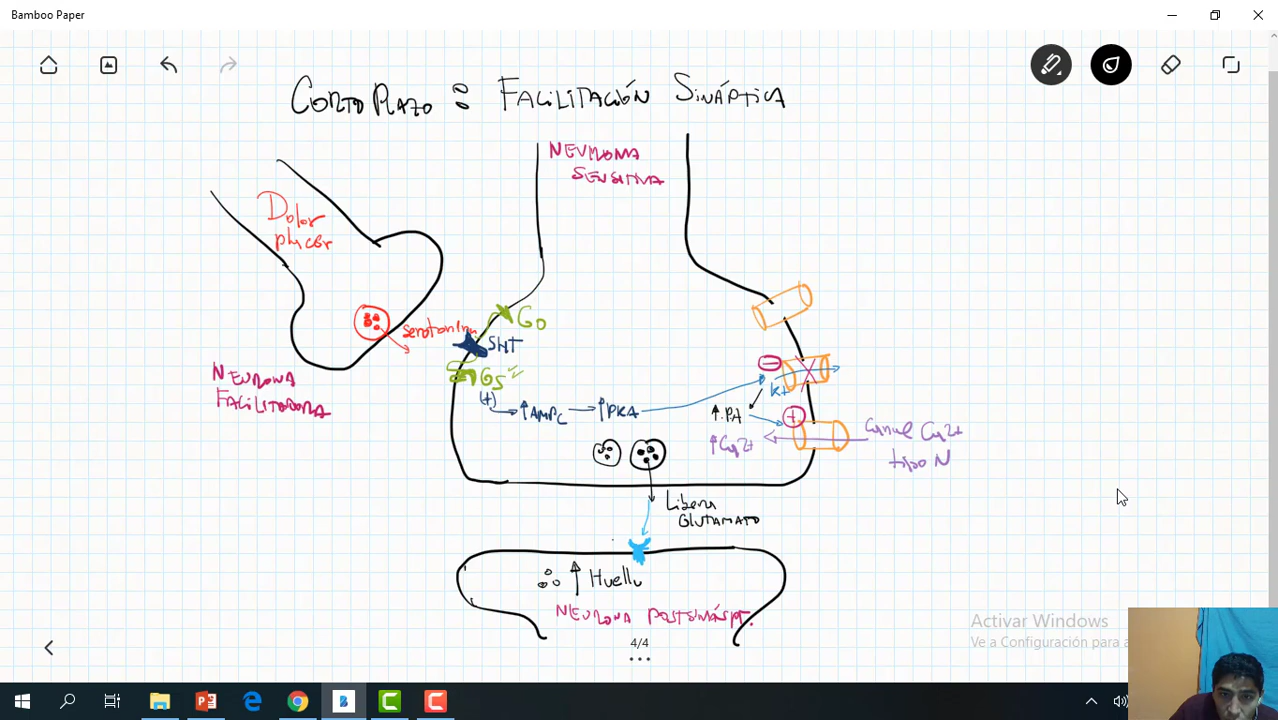 Bamboo Paper
CORTO PLAZO : FACILITACIÓN SINÁPTICA
NEURONA
SENSITIVA
Dolor
placer
serotonina
Go
5HT
Gs
NEURONA
FACILITADORA
(+)
↑AMPc
↑PKA
−
K+
↑PA
+
↑Ca2+
Canal Ca2+
tipo N
Libera
GLUTAMATO
∴ ↑ Huella
NEURONA POSTSINÁPT.
4/4
Activar Windows
Ve a Configuración para a